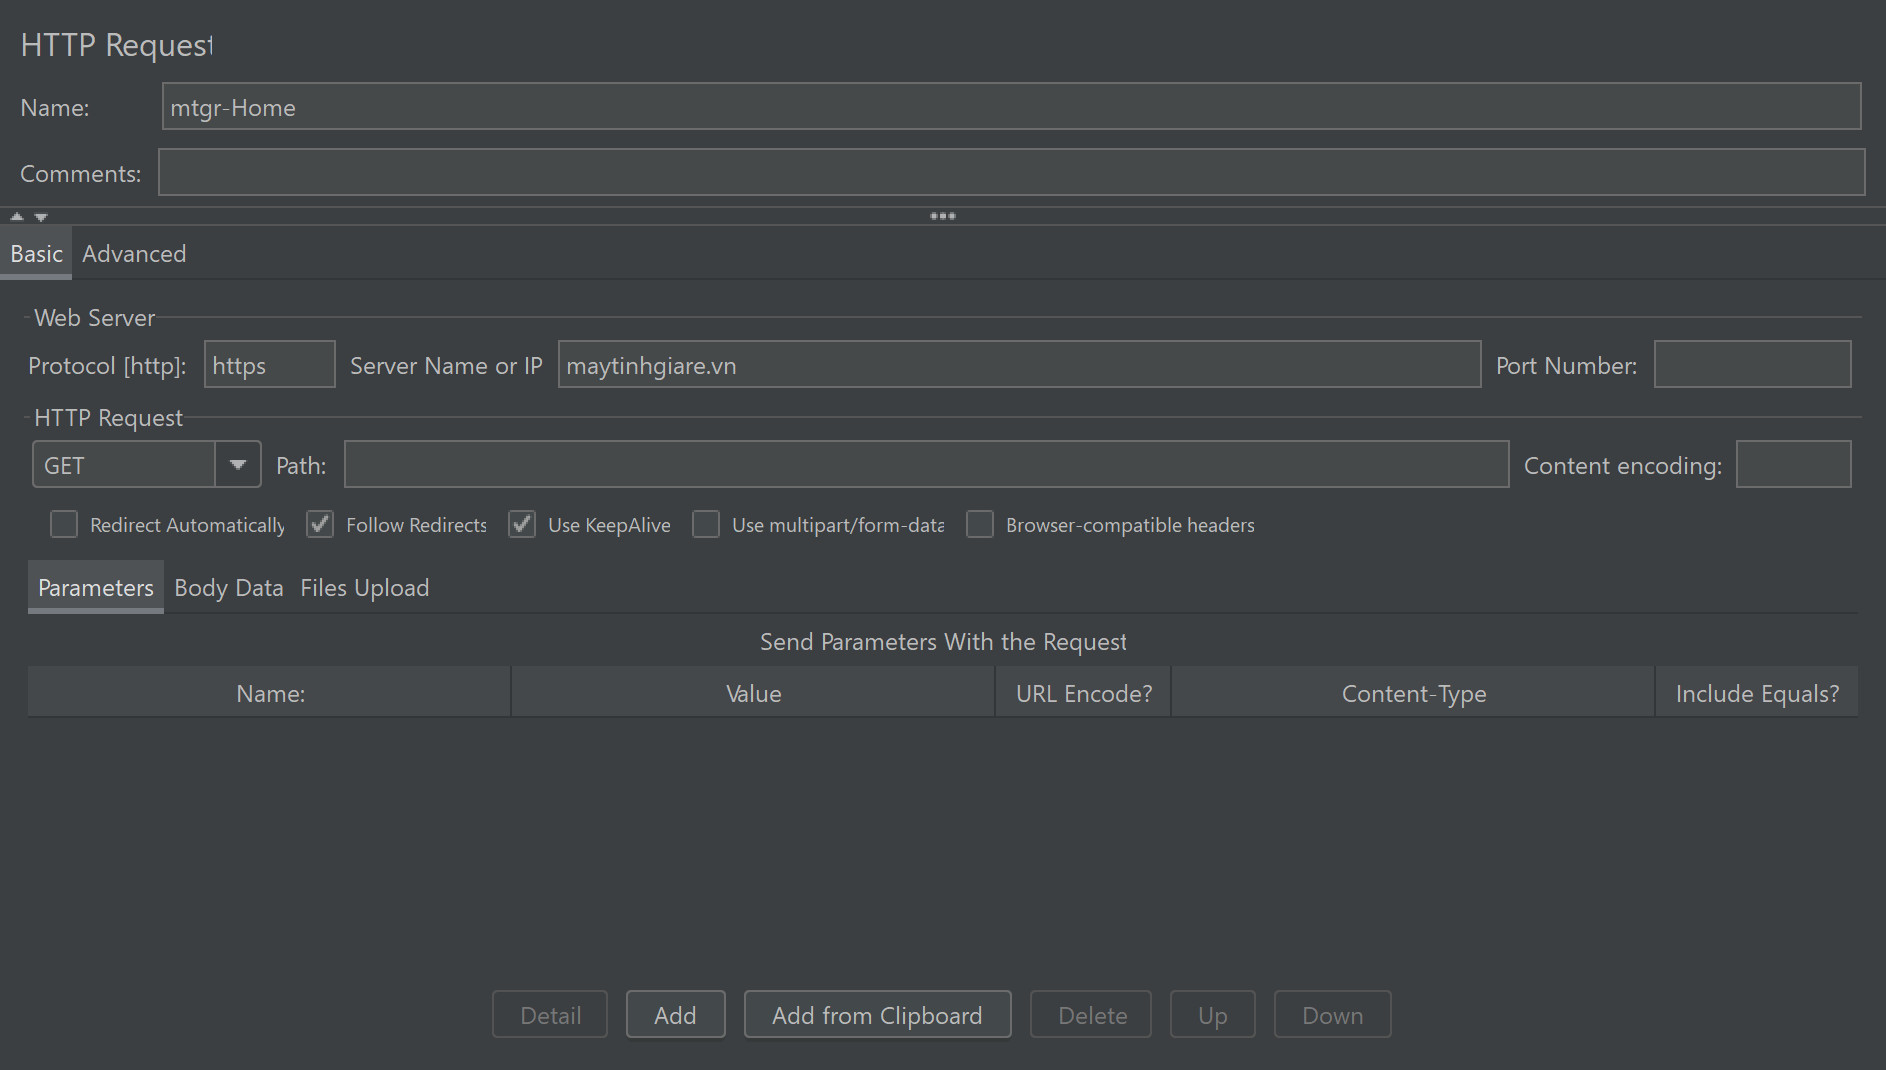 HTTP Request
Name: mtgr-Home
Comments:
Basic Advanced
Web Server
Protocol [http]: https Server Name or IP maytinhgiare.vn Port Number:
HTTP Request
GET Path: Content encoding:
Redirect Automatically Follow Redirects Use KeepAlive Use multipart/form-data Browser-compatible headers
Parameters Body Data Files Upload
Send Parameters With the Request
Name: Value URL Encode? Content-Type Include Equals?
Detail Add Add from Clipboard Delete Up Down